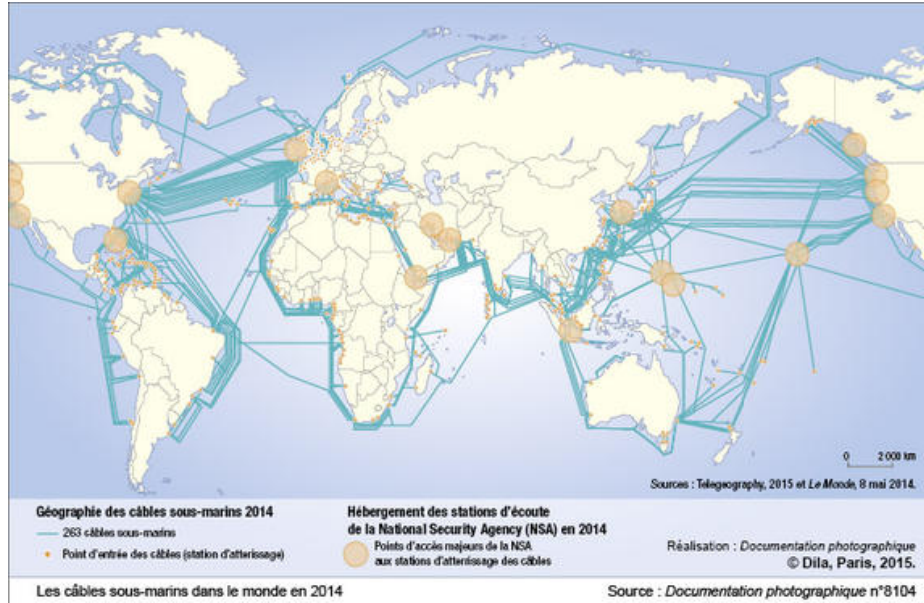 0 2 000 km
Sources : Telegeography, 2015 et Le Monde, 8 mai 2014.
Géographie des câbles sous-marins 2014
263 câbles sous-marins
Point d'entrée des câbles (station d'atterissage)
Hébergement des stations d'écoute
de la National Security Agency (NSA) en 2014
Points d'accès majeurs de la NSA
aux stations d'atterrissage des câbles
Réalisation : Documentation photographique
© Dila, Paris, 2015.
Les câbles sous-marins dans le monde en 2014
Source : Documentation photographique n°8104